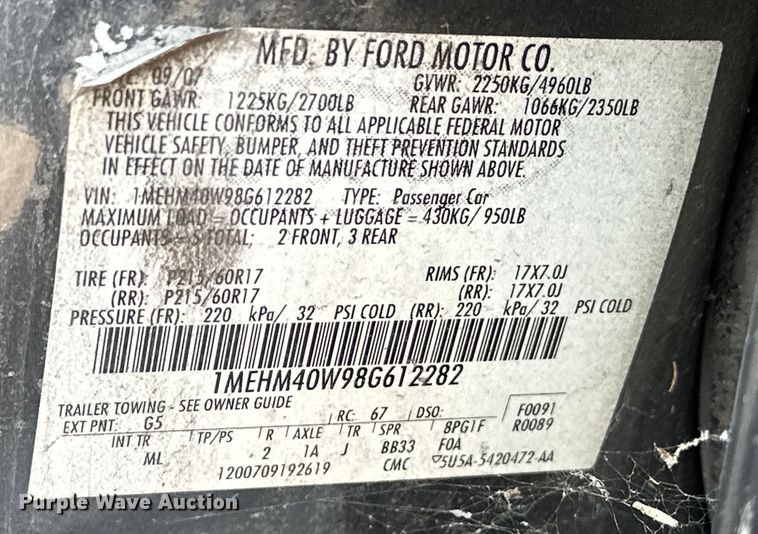 MFD. BY FORD MOTOR CO.
09/07 GVWR: 2250KG/4960LB
FRONT GAWR: 1225KG/2700LB REAR GAWR: 1066KG/2350LB
THIS VEHICLE CONFORMS TO ALL APPLICABLE FEDERAL MOTOR
VEHICLE SAFETY, BUMPER, AND THEFT PREVENTION STANDARDS
IN EFFECT ON THE DATE OF MANUFACTURE SHOWN ABOVE.
VIN: 1MEHM40W98G612282 TYPE: Passenger Car
MAXIMUM LOAD = OCCUPANTS + LUGGAGE = 430KG/ 950LB
OCCUPANTS = 5 TOTAL; 2 FRONT, 3 REAR
TIRE (FR): P215/60R17 RIMS (FR): 17X7.0J
(RR): P215/60R17 (RR): 17X7.0J
PRESSURE (FR): 220 kPa/ 32 PSI COLD (RR): 220 kPa/ 32 PSI COLD
1MEHM40W98G612282
TRAILER TOWING - SEE OWNER GUIDE
EXT PNT: G5 RC: 67 DSO: F0091
R0089
INT TR TP/PS R AXLE TR SPR 8PG1F
ML 2 1A J BB33 F0A
1200709192619 CMC 5U5A-5420472-AA
Purple Wave Auction